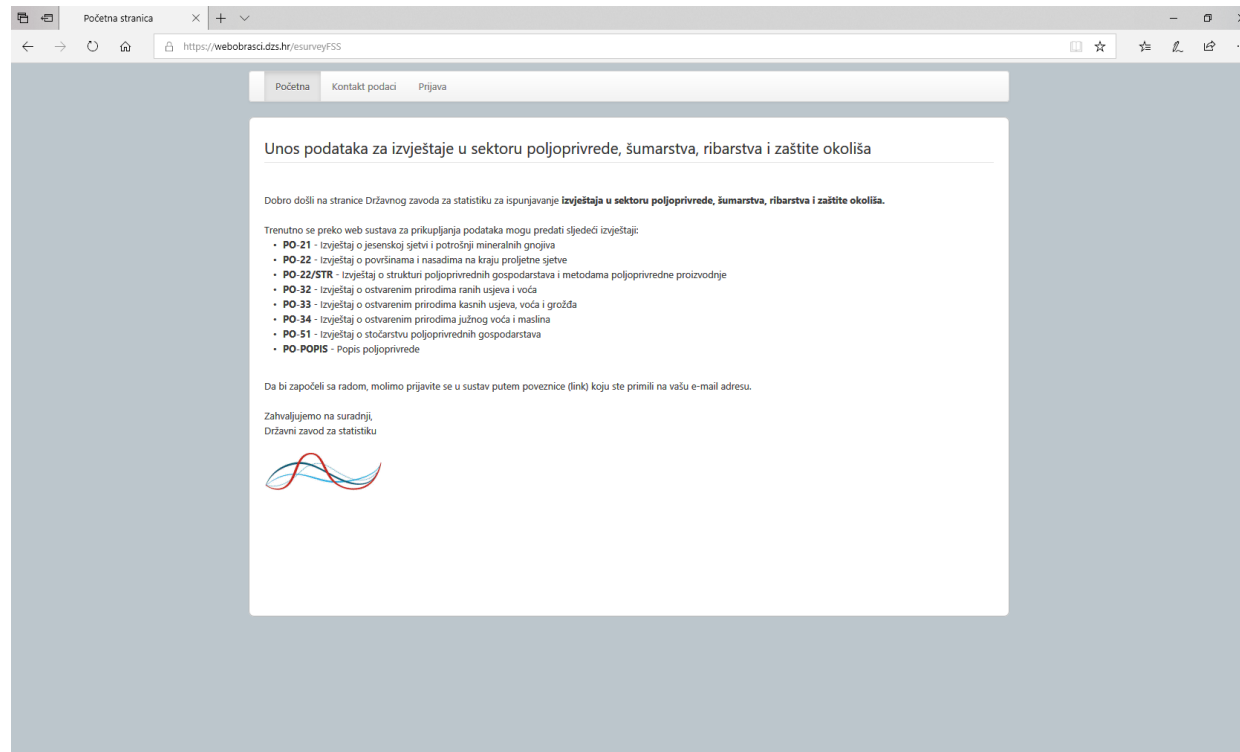 Početna stranica
https://webobrasci.dzs.hr/esurveyFSS
Početna Kontakt podaci Prijava
Unos podataka za izvještaje u sektoru poljoprivrede, šumarstva, ribarstva i zaštite okoliša
Dobro došli na stranice Državnog zavoda za statistiku za ispunjavanje izvještaja u sektoru poljoprivrede, šumarstva, ribarstva i zaštite okoliša.
Trenutno se preko web sustava za prikupljanja podataka mogu predati sljedeći izvještaji:
• PO-21 - Izvještaj o jesenskoj sjetvi i potrošnji mineralnih gnojiva
• PO-22 - Izvještaj o površinama i nasadima na kraju proljetne sjetve
• PO-22/STR - Izvještaj o strukturi poljoprivrednih gospodarstava i metodama poljoprivredne proizvodnje
• PO-32 - Izvještaj o ostvarenim prirodima ranih usjeva i voća
• PO-33 - Izvještaj o ostvarenim prirodima kasnih usjeva, voća i grožđa
• PO-34 - Izvještaj o ostvarenim prirodima južnog voća i maslina
• PO-51 - Izvještaj o stočarstvu poljoprivrednih gospodarstava
• PO-POPIS - Popis poljoprivrede
Da bi započeli sa radom, molimo prijavite se u sustav putem poveznice (link) koju ste primili na vašu e-mail adresu.
Zahvaljujemo na suradnji,
Državni zavod za statistiku